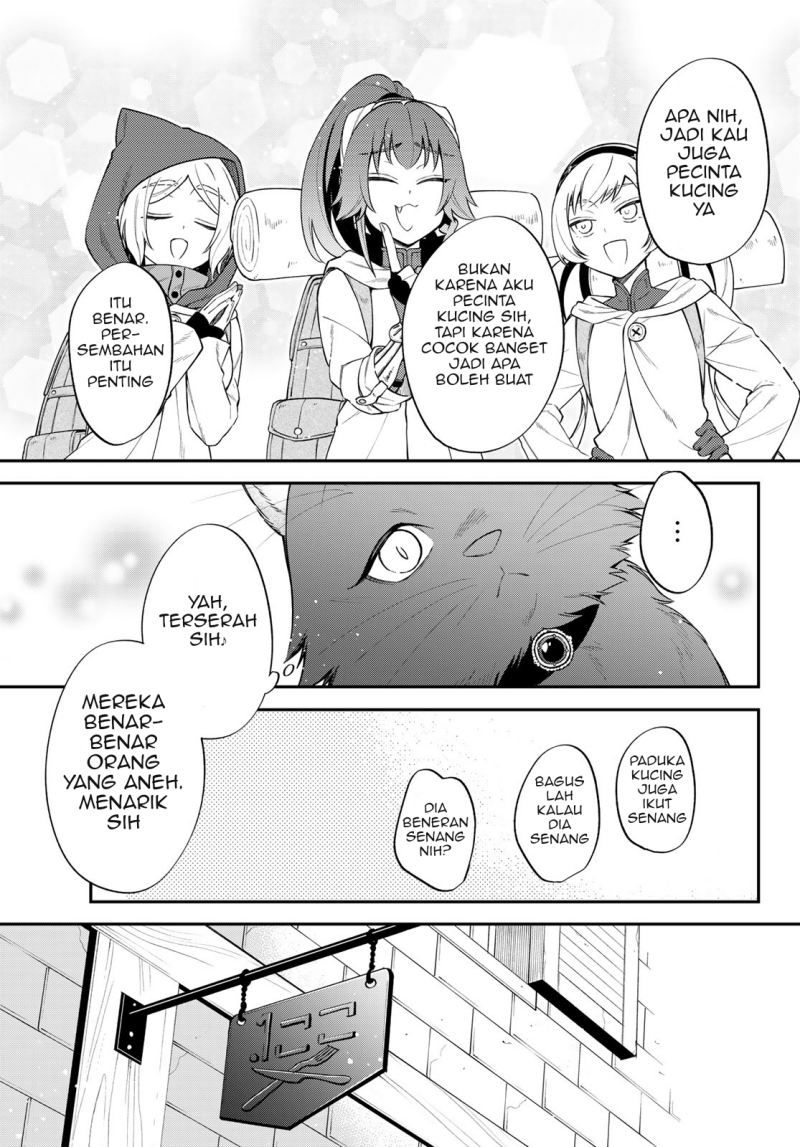 APA NIH,
JADI KAU
JUGA
PECINTA
KUCING
YA
BUKAN
KARENA AKU
PECINTA
KUCING SIH,
TAPI KARENA
COCOK BANGET
JADI APA
BOLEH BUAT
ITU
BENAR.
PER-
SEMBAHAN
ITU
PENTING
...
YAH,
TERSERAH
SIH♪
MEREKA
BENAR-
BENAR
ORANG
YANG ANEH.
MENARIK
SIH
PADUKA
KUCING
JUGA
IKUT
SENANG
BAGUS
LAH
KALAU
DIA
SENANG
DIA
BENERAN
SENANG
NIH?